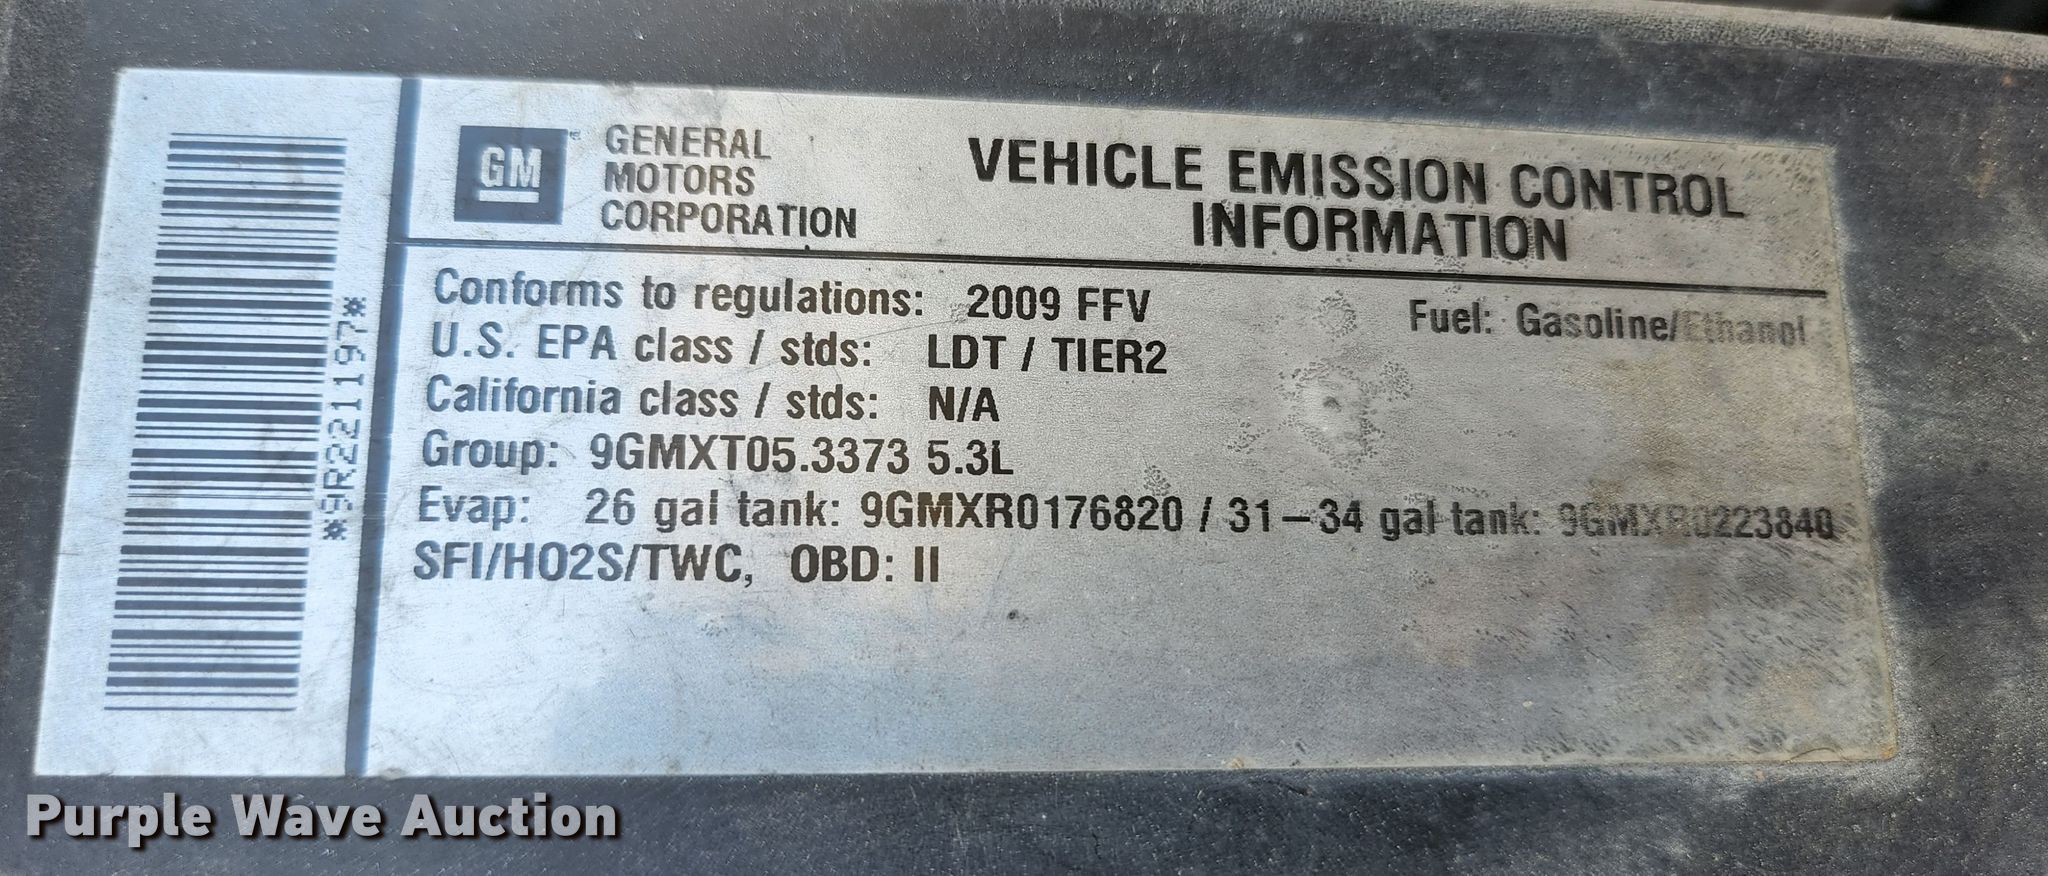 *9R221197*
GM
GENERAL
MOTORS
CORPORATION
VEHICLE EMISSION CONTROL
INFORMATION
Conforms to regulations: 2009 FFV
Fuel: Gasoline/Ethanol
U.S. EPA class / stds: LDT / TIER2
California class / stds: N/A
Group: 9GMXT05.3373 5.3L
Evap: 26 gal tank: 9GMXR0176820 / 31-34 gal tank: 9GMXR0223840
SFI/HO2S/TWC, OBD: II
Purple Wave Auction